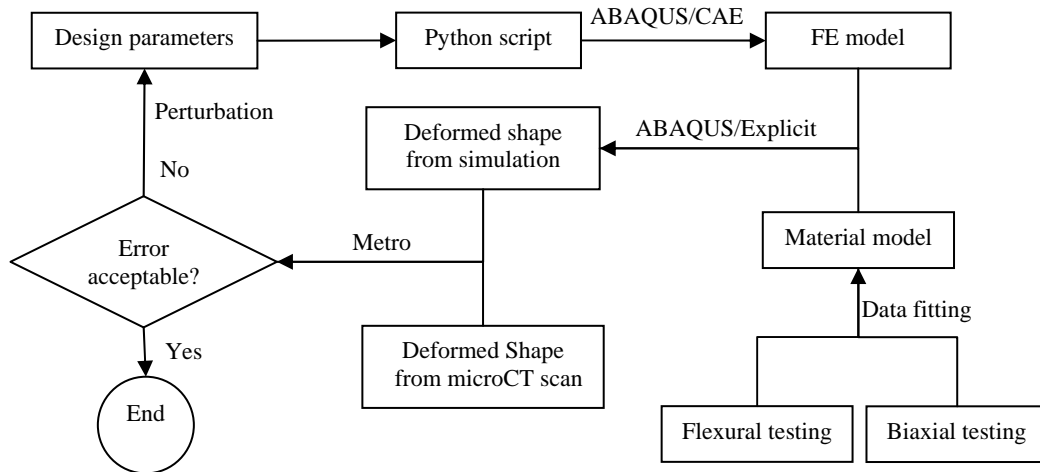 ABAQUS/CAE
Design parameters
Python script
FE model
Perturbation
Deformed shape
from simulation
ABAQUS/Explicit
No
Error
acceptable?
Metro
Material model
Data fitting
Yes
Deformed Shape
from microCT scan
End
Flexural testing
Biaxial testing